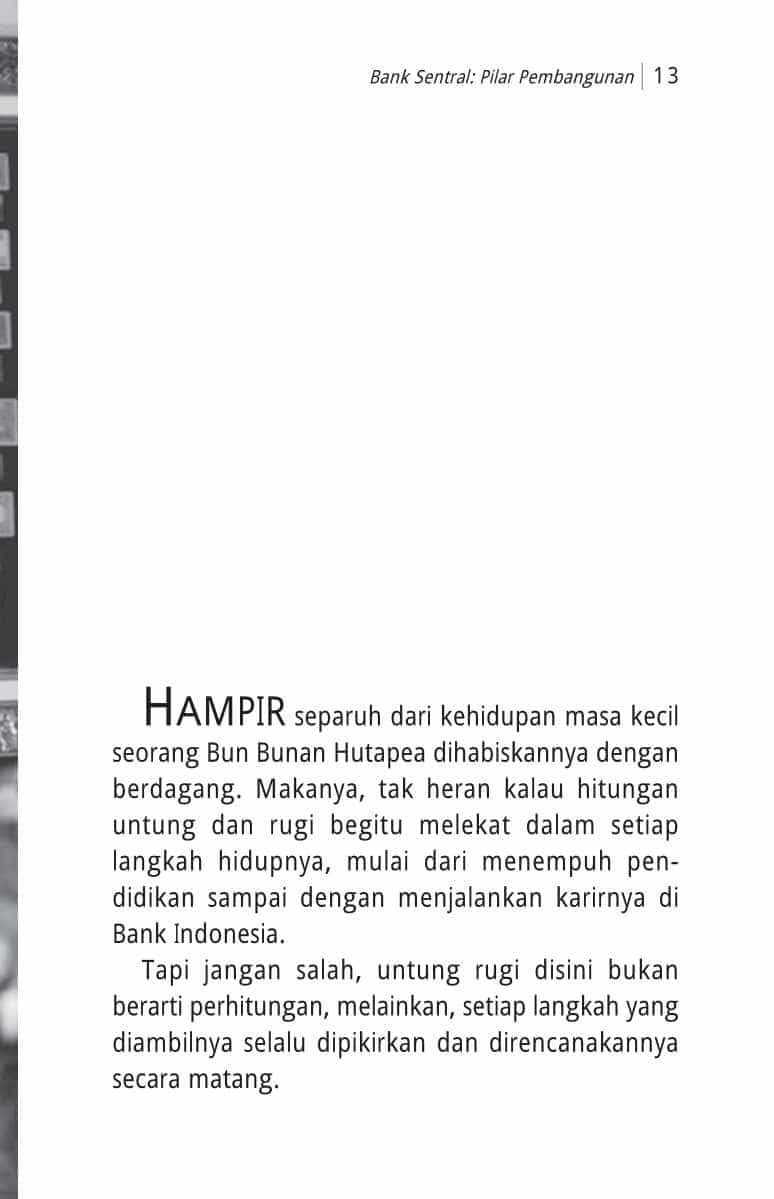 Bank Sentral: Pilar Pembangunan | 13
HAMPIR separuh dari kehidupan masa kecil
seorang Bun Bunan Hutapea dihabiskannya dengan
berdagang. Makanya, tak heran kalau hitungan
untung dan rugi begitu melekat dalam setiap
langkah hidupnya, mulai dari menempuh pen-
didikan sampai dengan menjalankan karirnya di
Bank Indonesia.
Tapi jangan salah, untung rugi disini bukan
berarti perhitungan, melainkan, setiap langkah yang
diambilnya selalu dipikirkan dan direncanakannya
secara matang.